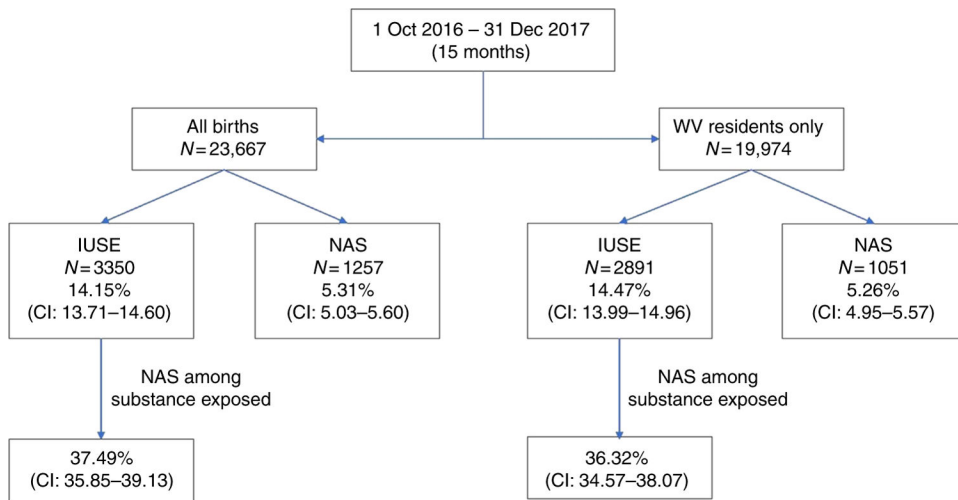 1 Oct 2016 – 31 Dec 2017
(15 months)
All births
N=23,667
WV residents only
N=19,974
IUSE
N=3350
14.15%
(CI: 13.71–14.60)
NAS
N=1257
5.31%
(CI: 5.03–5.60)
IUSE
N=2891
14.47%
(CI: 13.99–14.96)
NAS
N=1051
5.26%
(CI: 4.95–5.57)
NAS among
substance exposed
NAS among
substance exposed
37.49%
(CI: 35.85–39.13)
36.32%
(CI: 34.57–38.07)